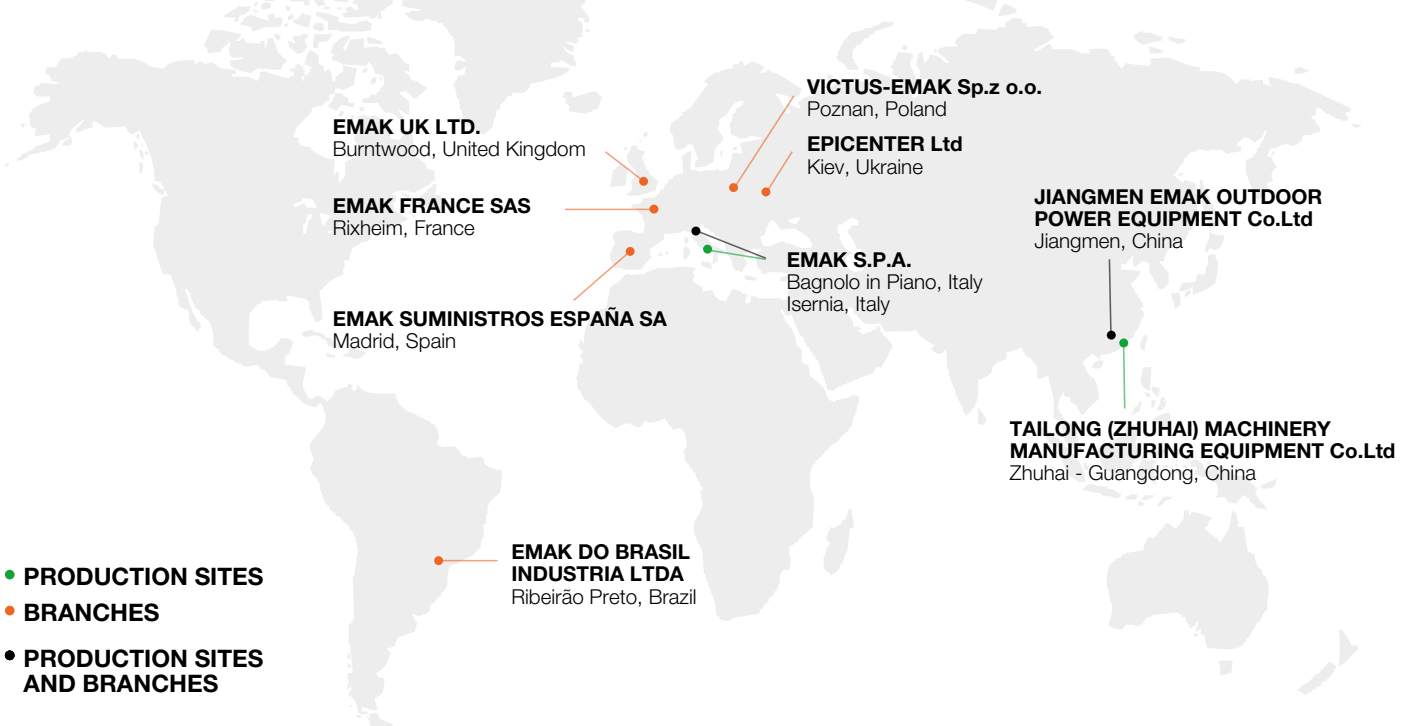 VICTUS-EMAK Sp.z o.o.
Poznan, Poland
EMAK UK LTD.
Burntwood, United Kingdom
EPICENTER Ltd
Kiev, Ukraine
EMAK FRANCE SAS
Rixheim, France
JIANGMEN EMAK OUTDOOR
POWER EQUIPMENT Co.Ltd
Jiangmen, China
EMAK S.P.A.
Bagnolo in Piano, Italy
Isernia, Italy
EMAK SUMINISTROS ESPAÑA SA
Madrid, Spain
TAILONG (ZHUHAI) MACHINERY
MANUFACTURING EQUIPMENT Co.Ltd
Zhuhai - Guangdong, China
EMAK DO BRASIL
INDUSTRIA LTDA
Ribeirão Preto, Brazil
PRODUCTION SITES
BRANCHES
PRODUCTION SITES
AND BRANCHES